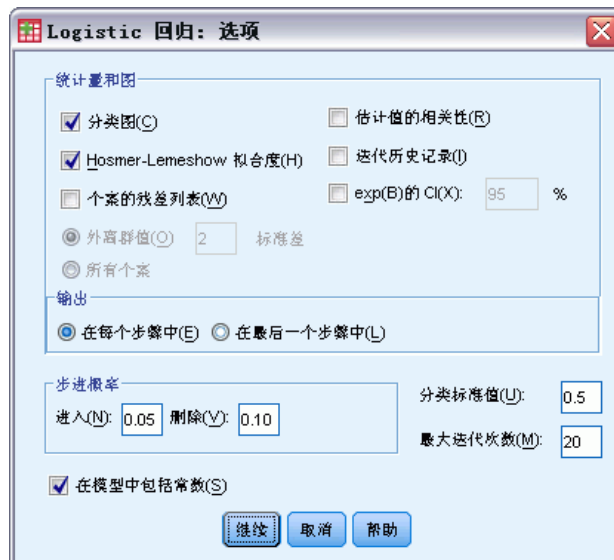 Logistic 回归: 选项
统计量和图
分类图(C)
估计值的相关性(R)
Hosmer-Lemeshow 拟合度(H)
迭代历史记录(I)
个案的残差列表(W)
exp(B)的 CI(X): 95 %
外离群值(O) 2 标准差
所有个案
输出
在每个步骤中(E) 在最后一个步骤中(L)
步进概率
进入(N): 0.05 删除(V): 0.10
分类标准值(U): 0.5
最大迭代次数(M): 20
在模型中包括常数(S)
继续 取消 帮助